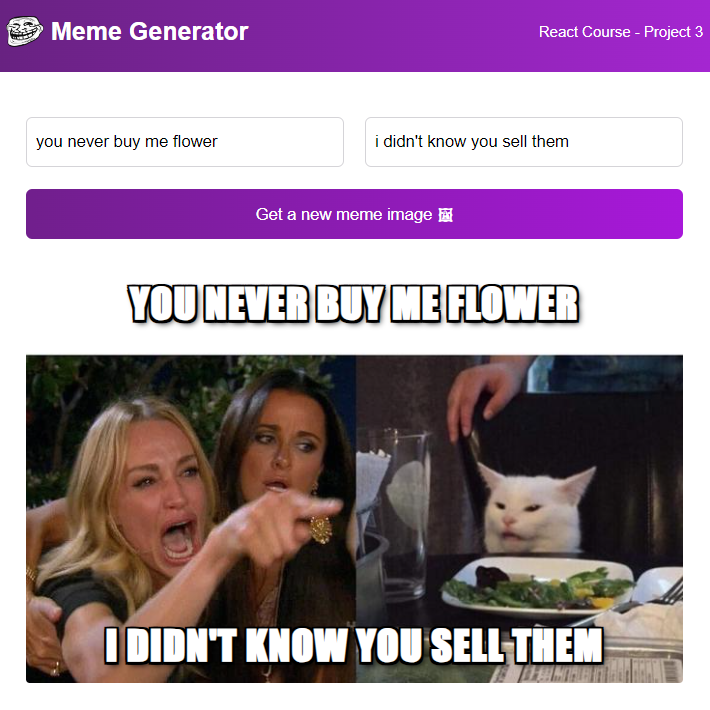 Meme Generator
React Course - Project 3
you never buy me flower
i didn't know you sell them
Get a new meme image 🖼
YOU NEVER BUY ME FLOWER
I DIDN'T KNOW YOU SELL THEM